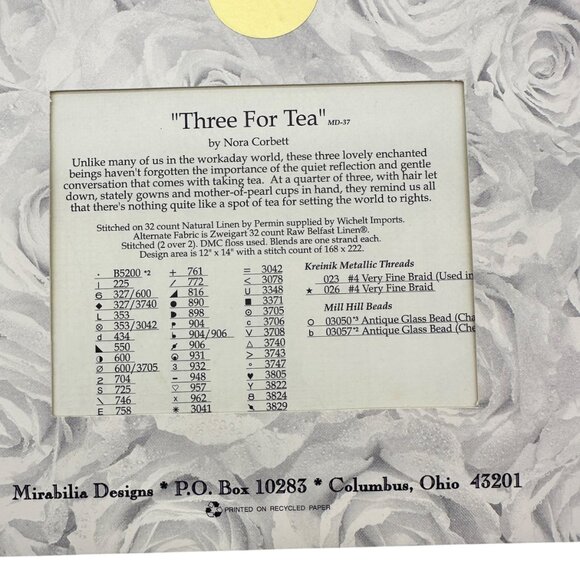 "Three For Tea" MD-37
by Nora Corbett
Unlike many of us in the workaday world, these three lovely enchanted
beings haven't forgotten the importance of the quiet reflection and gentle
conversation that comes with taking tea. At a quarter of three, with hair let
down, stately gowns and mother-of-pearl cups in hand, they remind us all
that there's nothing quite like a spot of tea for setting the world to rights.
Stitched on 32 count Natural Linen by Permin supplied by Wichelt Imports.
Alternate Fabric is Zweigart 32 count Raw Belfast Linen®.
Stitched (2 over 2). DMC floss used. Blends are one strand each.
Design area is 12" x 14" with a stitch count of 168 x 222.
· B5200 *2
| 225
6 327/600
◆ 327/3740
L 353
⊗ 353/3042
d 434
◣ 550
◑ 600
Ø 600/3705
2 704
S 725
\ 746
E 758
+ 761
/ 772
◢ 816
● 890
◗ 898
P 904
904/906
906
931
3 932
– 948
♡ 957
x 962
✳ 3041
= 3042
< 3078
U 3348
■ 3371
⊙ 3705
c 3706
V 3708
△ 3740
> 3743
° 3747
♥ 3805
Y 3822
8 3824
3829
Kreinik Metallic Threads
023 #4 Very Fine Braid (Used in
★ 026 #4 Very Fine Braid
Mill Hill Beads
O 03050*3 Antique Glass Bead (Cha
b 03057*2 Antique Glass Bead (Che
Mirabilia Designs * P.O. Box 10283 * Columbus, Ohio 43201
PRINTED ON RECYCLED PAPER